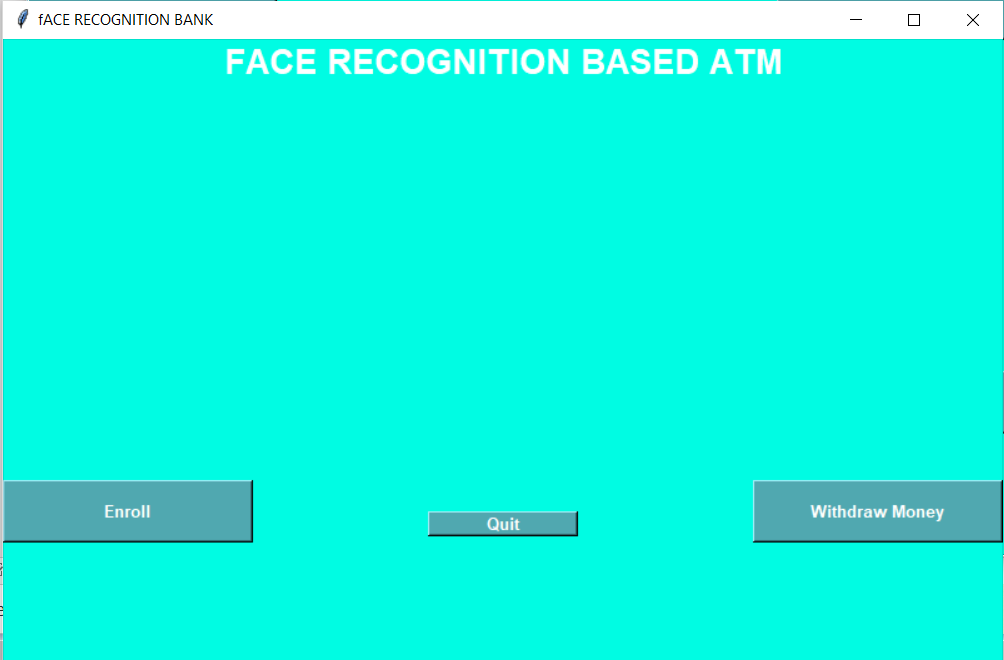 fACE RECOGNITION BANK
FACE RECOGNITION BASED ATM
Enroll
Quit
Withdraw Money